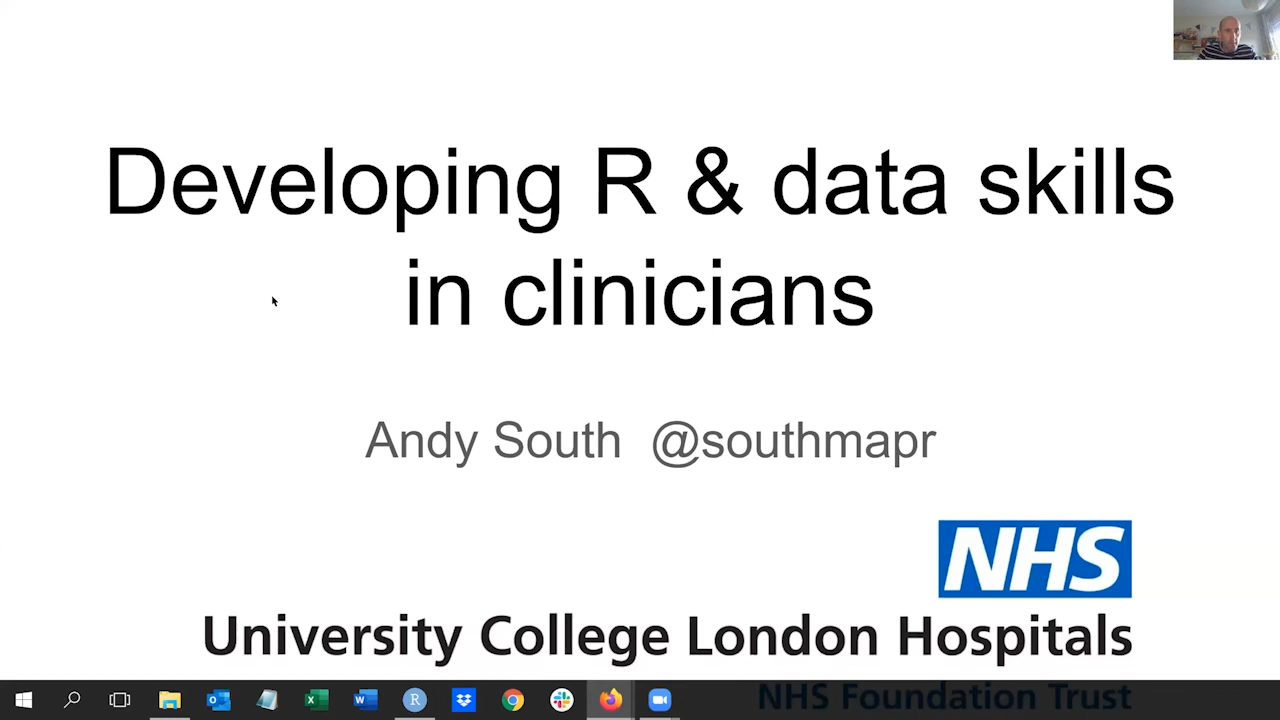 Developing R & data skills
in clinicians
Andy South @southmapr
NHS
University College London Hospitals
NHS Foundation Trust